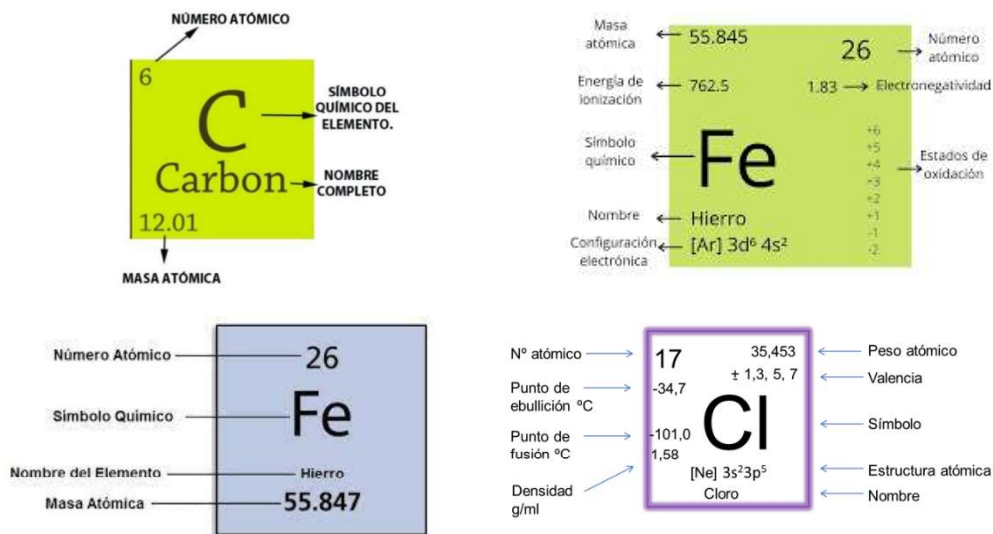 NÚMERO ATÓMICO
6
C
SÍMBOLO
QUÍMICO DEL
ELEMENTO.
Carbon
NOMBRE
COMPLETO
12.01
MASA ATÓMICA
Masa
atómica
55.845
26
Número
atómico
Energía de
ionización
762.5
1.83
Electronegatividad
Símbolo
químico
Fe
+6
+5
+4
+3
+2
+1
-1
-2
Estados de
oxidación
Nombre
Hierro
Configuración
electrónica
[Ar] 3d⁶ 4s²
Número Atómico
26
Simbolo Químico
Fe
Nombre del Elemento
Hierro
Masa Atómica
55.847
Nº atómico
17
35,453
Peso atómico
Punto de
ebullición ºC
-34,7
± 1,3, 5, 7
Valencia
Cl
Símbolo
Punto de
fusión ºC
-101,0
1,58
Densidad
g/ml
[Ne] 3s²3p⁵
Estructura atómica
Cloro
Nombre